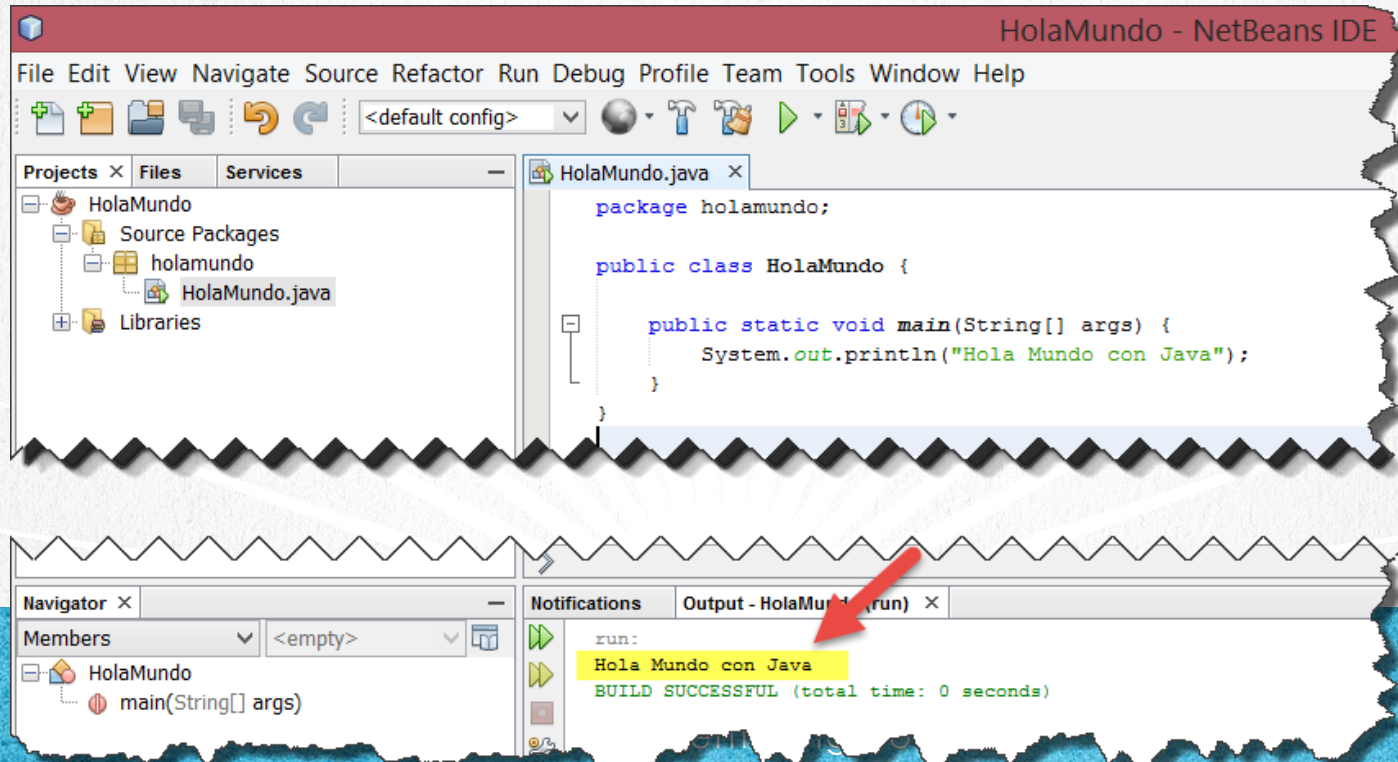 HolaMundo - NetBeans IDE
File Edit View Navigate Source Refactor Run Debug Profile Team Tools Window Help
<default config>
Projects Files Services
HolaMundo
Source Packages
holamundo
HolaMundo.java
Libraries
HolaMundo.java
package holamundo;
public class HolaMundo {
public static void main(String[] args) {
System.out.println("Hola Mundo con Java");
}
}
Navigator
Members <empty>
HolaMundo
main(String[] args)
Notifications Output - (run)
run:
Hola Mundo con Java
BUILD SUCCESSFUL (total time: 0 seconds)